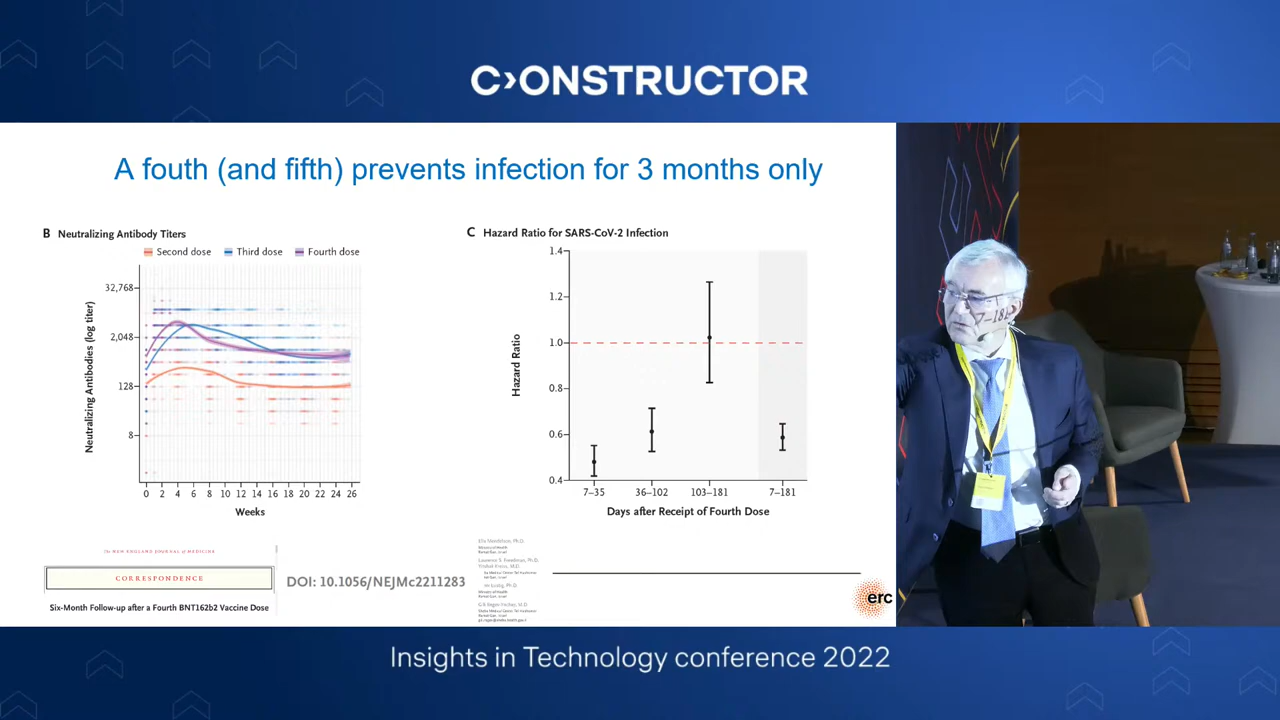 C›ONSTRUCTOR
A fouth (and fifth) prevents infection for 3 months only
B Neutralizing Antibody Titers
Second dose Third dose Fourth dose
Neutralizing Antibodies (log titer)
32,768
2,048
128
8
0 2 4 6 8 10 12 14 16 18 20 22 24 26
Weeks
C Hazard Ratio for SARS-CoV-2 Infection
Hazard Ratio
1.4
1.2
1.0
0.8
0.6
0.4
7–35 36–102 103–181 7–181
Days after Receipt of Fourth Dose
The NEW ENGLAND JOURNAL of MEDICINE
CORRESPONDENCE
Six-Month Follow-up after a Fourth BNT162b2 Vaccine Dose
DOI: 10.1056/NEJMc2211283
Ministry of Health
erc
7-181
Insights in Technology conference 2022